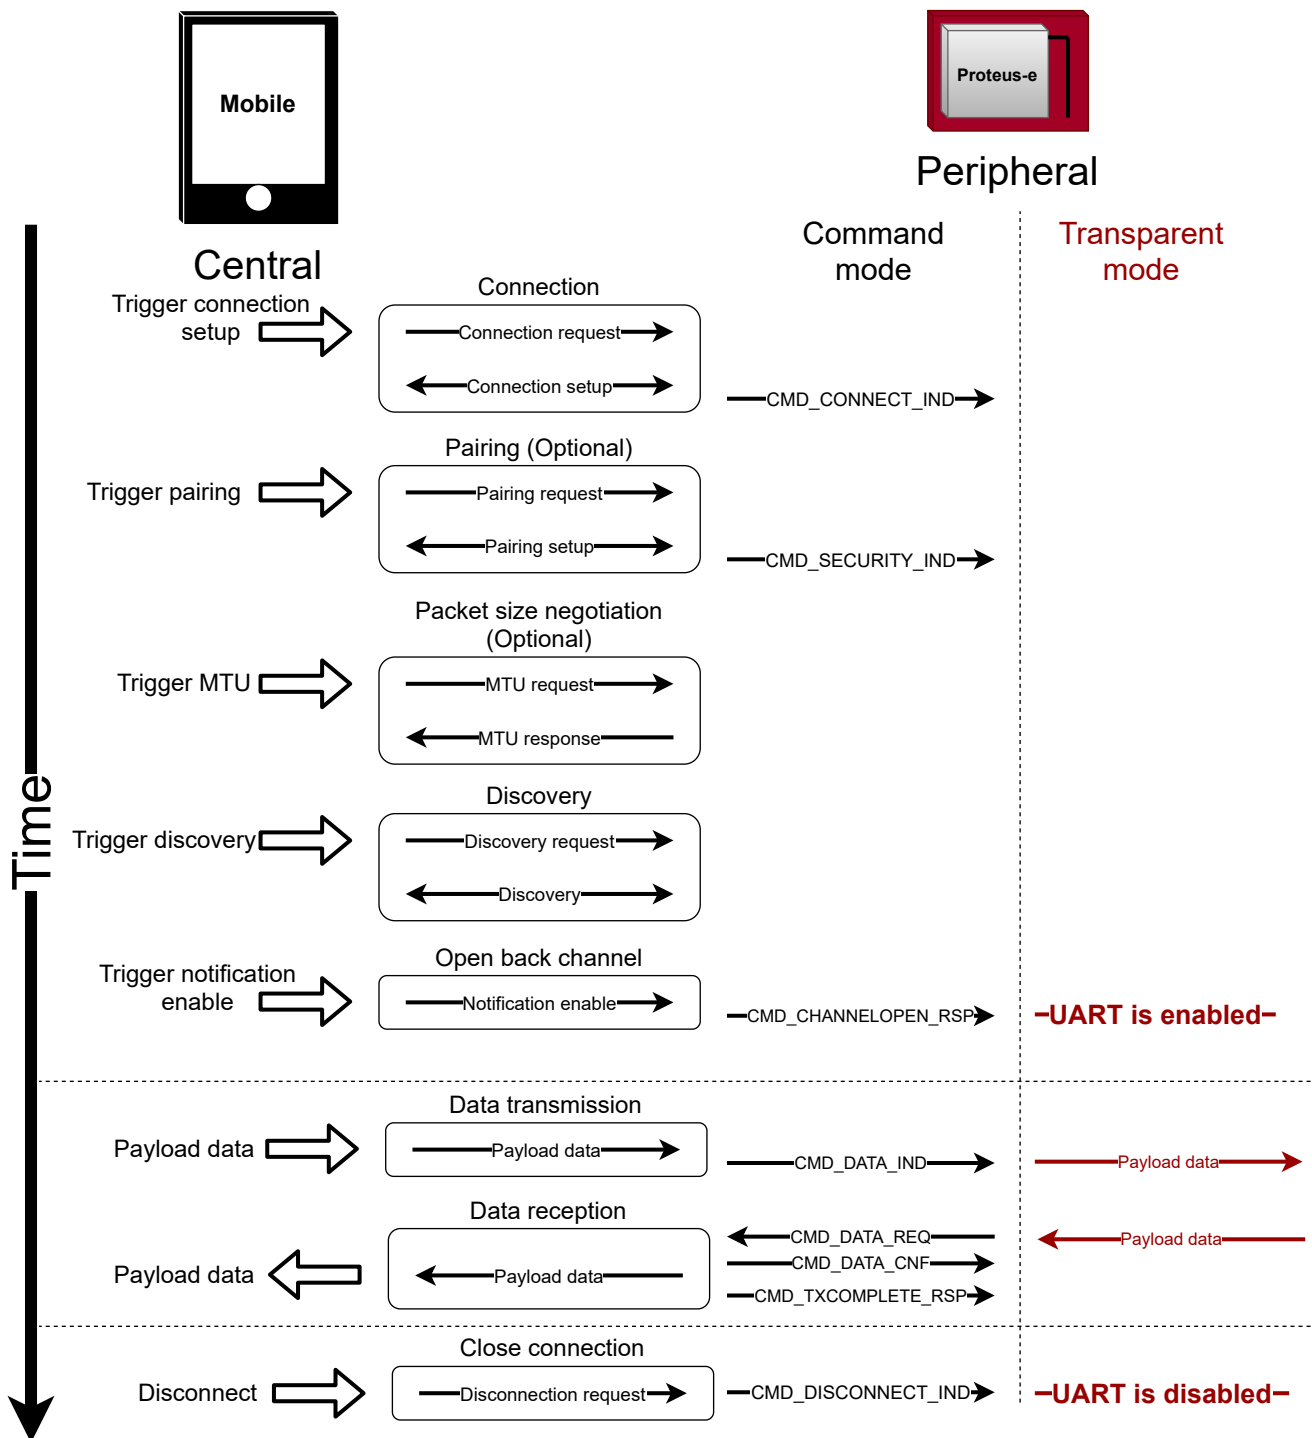 Mobile
Proteus-e
Peripheral
Central
Command
mode
Transparent
mode
Time
Trigger connection
setup
Connection
Connection request
Connection setup
CMD_CONNECT_IND
Pairing (Optional)
Trigger pairing
Pairing request
Pairing setup
CMD_SECURITY_IND
Packet size negotiation
(Optional)
Trigger MTU
MTU request
MTU response
Discovery
Trigger discovery
Discovery request
Discovery
Open back channel
Trigger notification
enable
Notification enable
CMD_CHANNELOPEN_RSP
UART is enabled
Data transmission
Payload data
Payload data
CMD_DATA_IND
Payload data
Data reception
Payload data
Payload data
CMD_DATA_REQ
CMD_DATA_CNF
CMD_TXCOMPLETE_RSP
Payload data
Close connection
Disconnect
Disconnection request
CMD_DISCONNECT_IND
UART is disabled